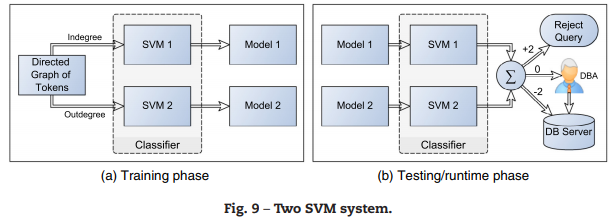 Indegree
SVM 1
Model 1
Directed
Graph of
Tokens
Outdegree
SVM 2
Model 2
Classifier
(a) Training phase
Model 1
SVM 1
Reject
Query
+2
Σ
0
DBA
-2
Model 2
SVM 2
DB Server
Classifier
(b) Testing/runtime phase
Fig. 9 – Two SVM system.